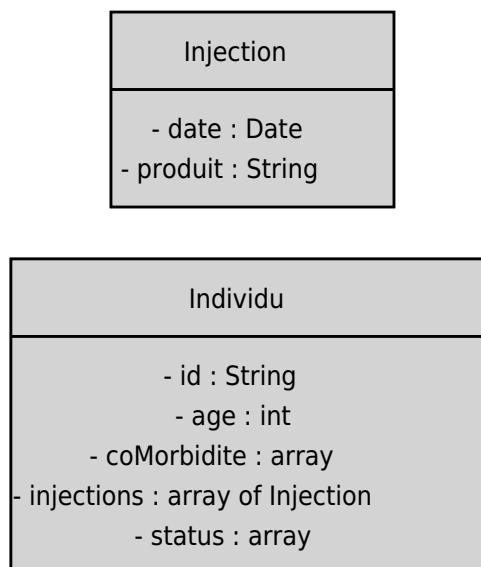 Injection
- date : Date
- produit : String
Individu
- id : String
- age : int
- coMorbidite : array
- injections : array of Injection
- status : array